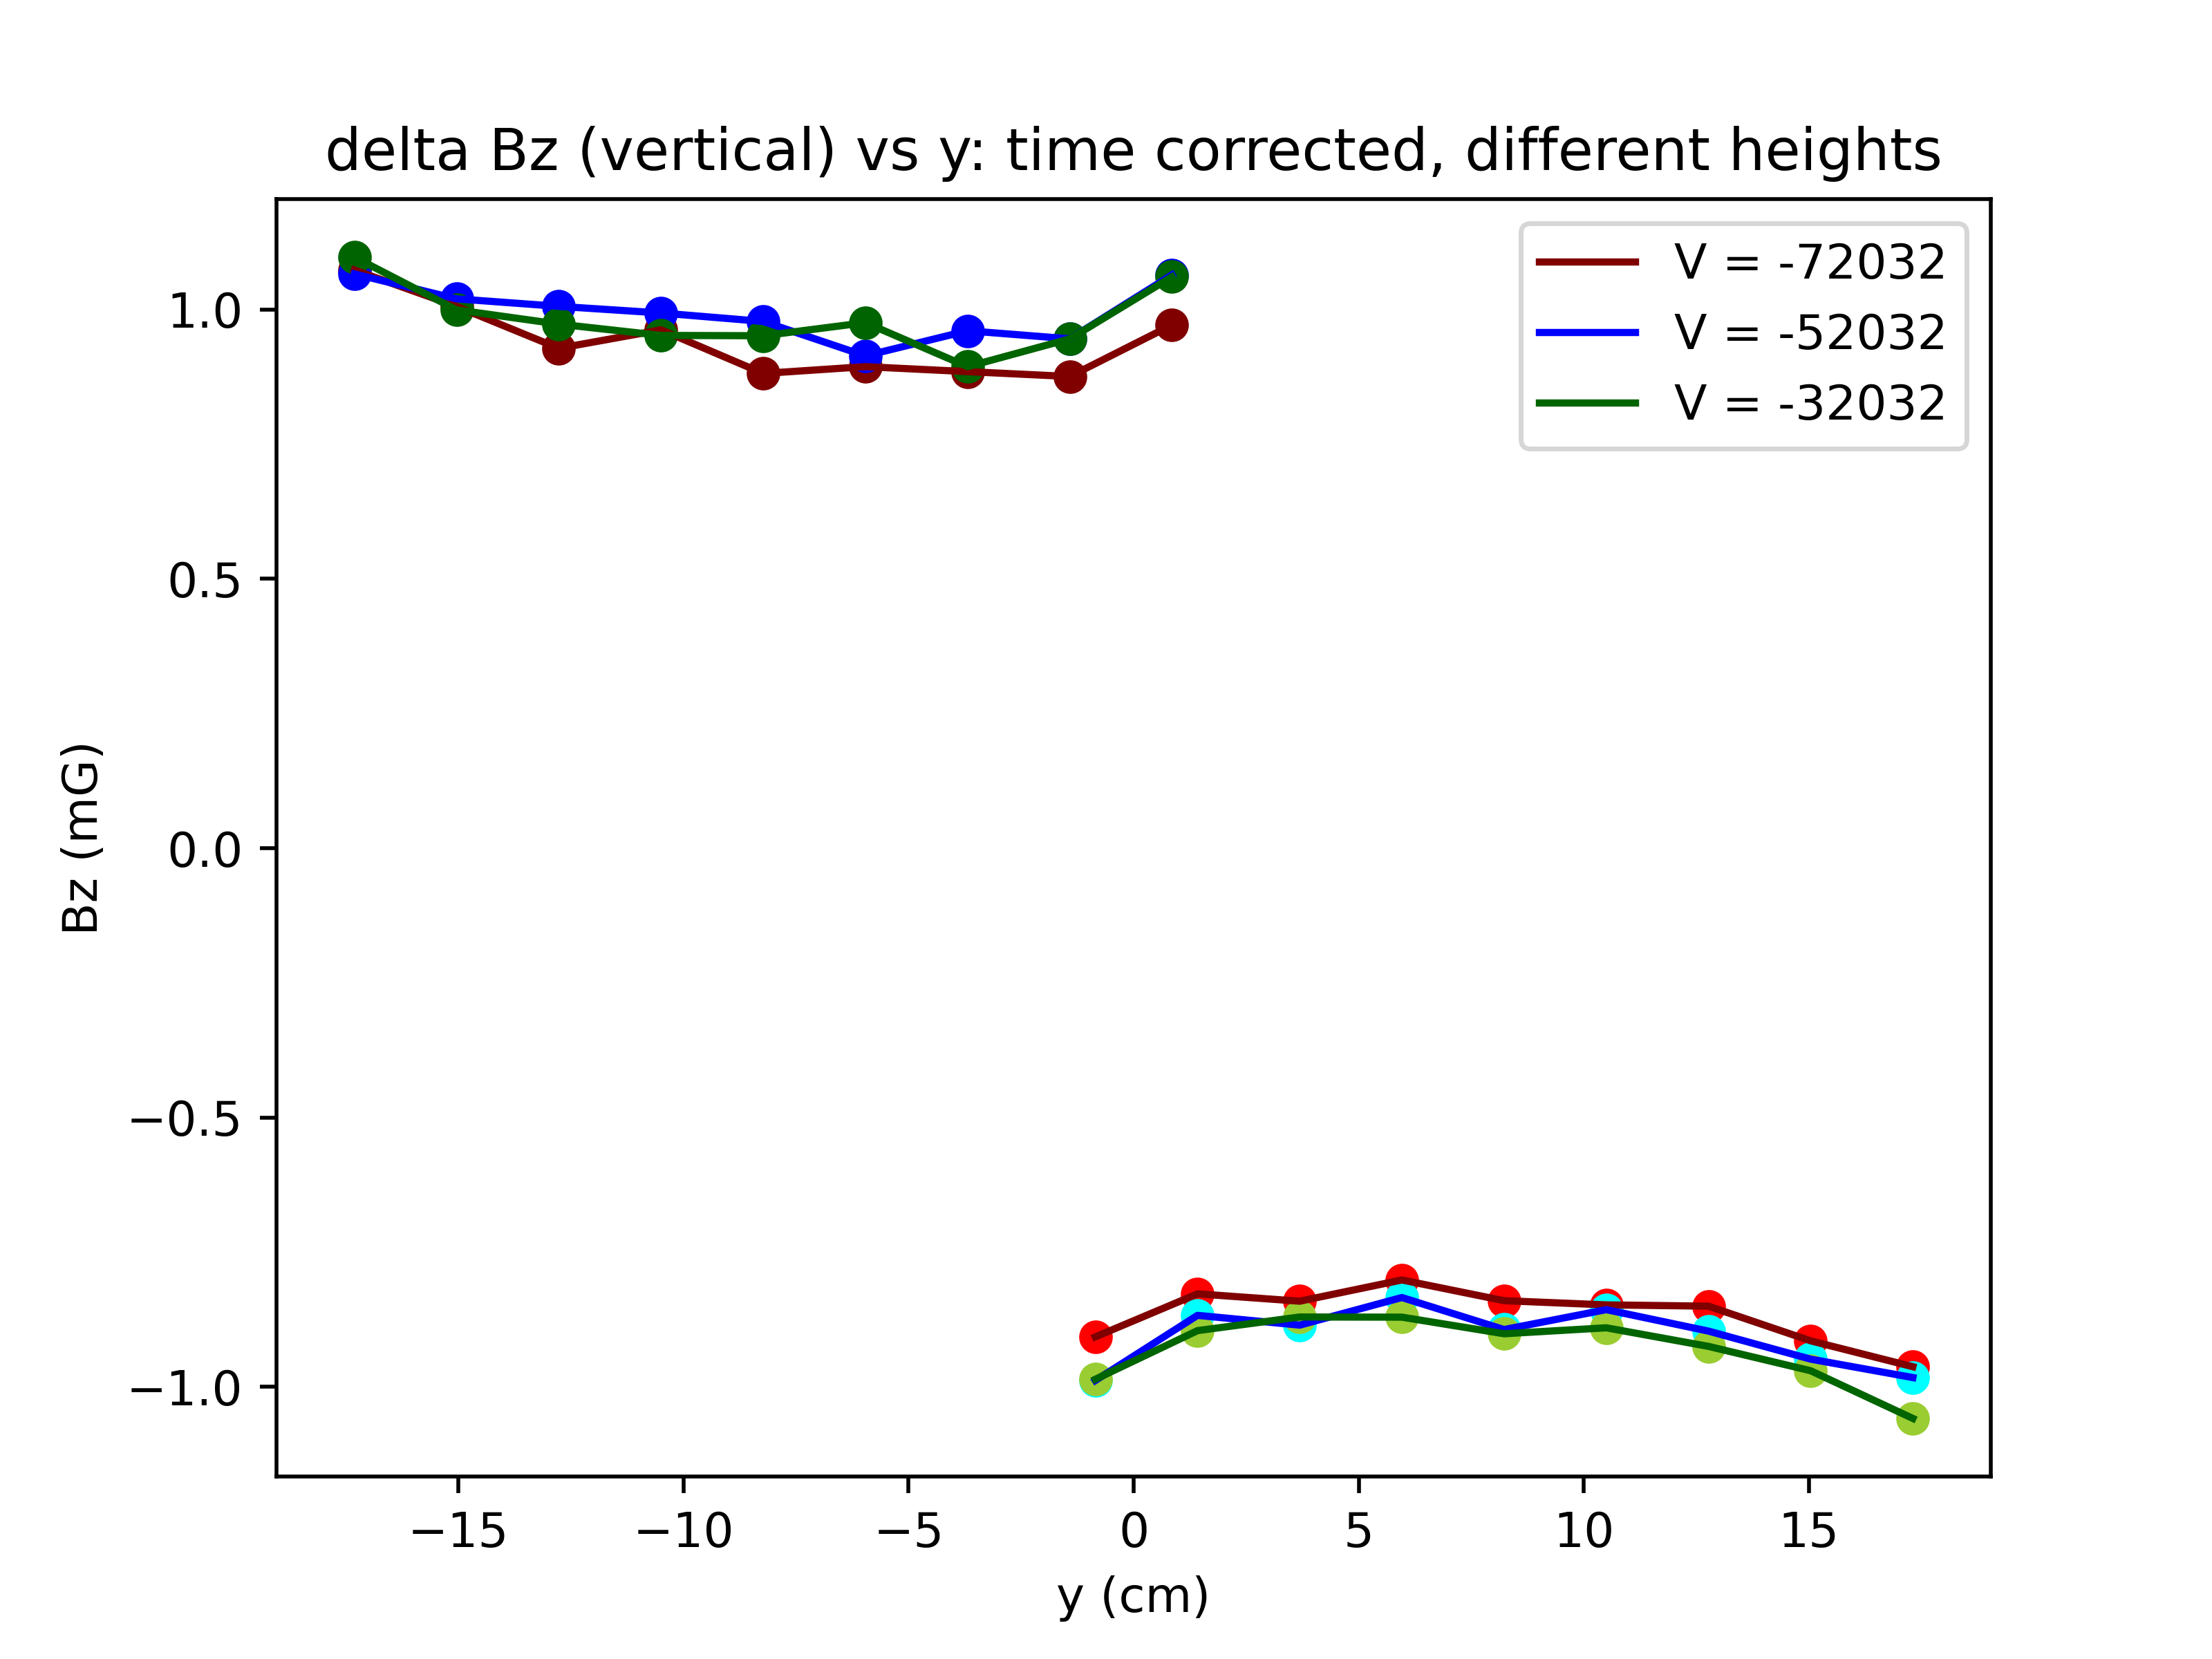 delta Bz (vertical) vs y: time corrected, different heights
V = -72032
V = -52032
V = -32032
1.0
0.5
0.0
−0.5
−1.0
Bz (mG)
−15
−10
−5
0
5
10
15
y (cm)